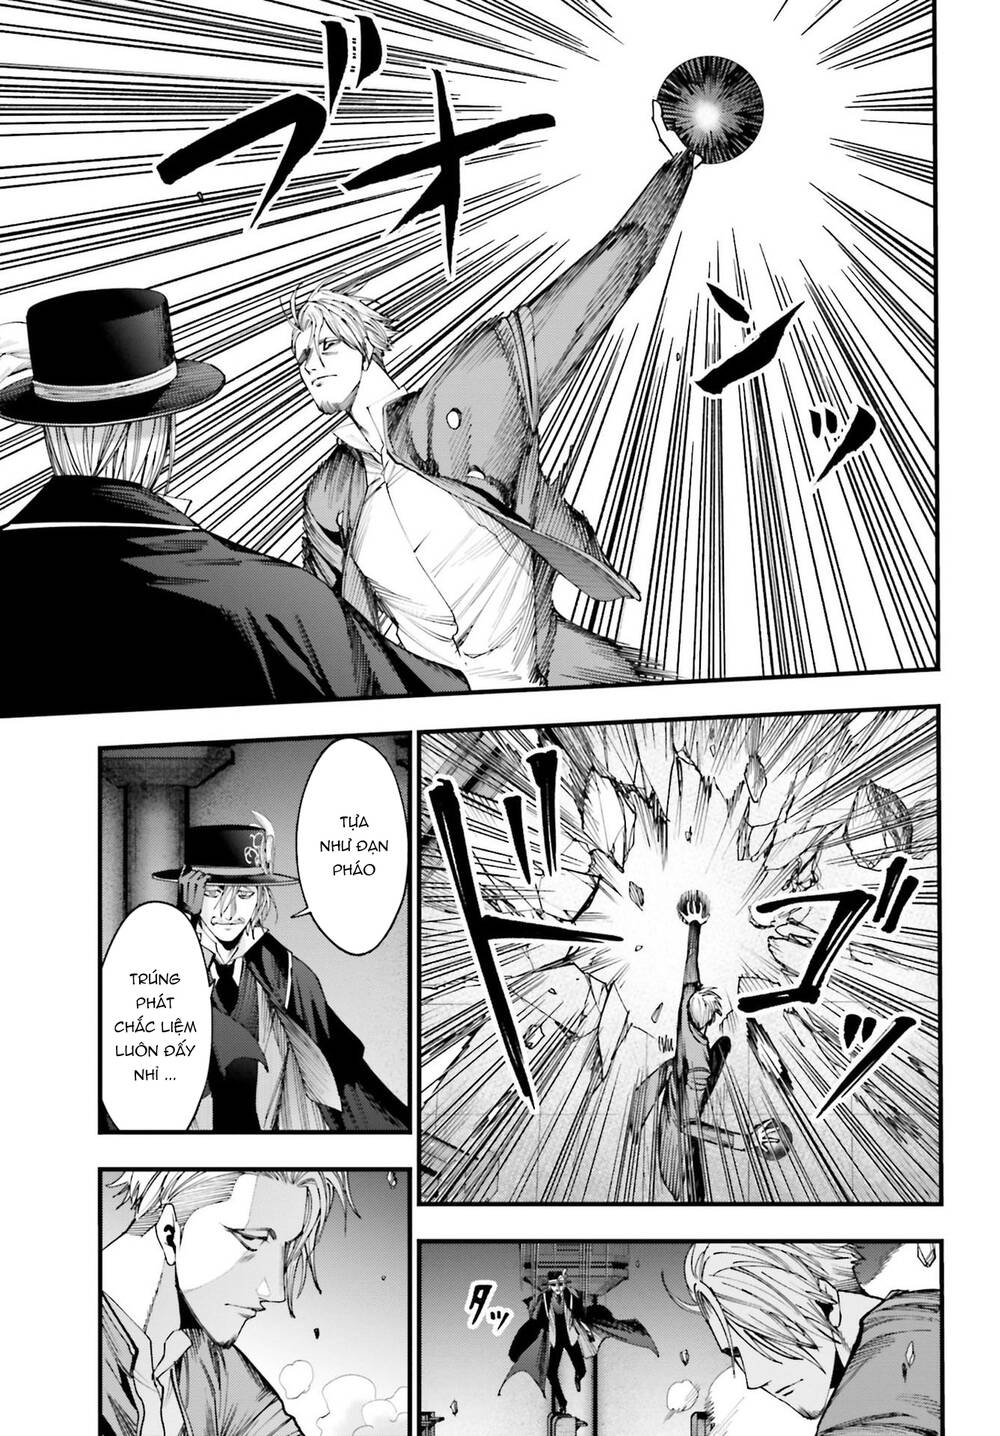 ブオンッ
ドゴッ
TỰA
NHƯ ĐẠN
PHÁO
TRÚNG
PHÁT
CHẮC LIỆM
LUÔN ĐẤY
NHỈ ...
タッ